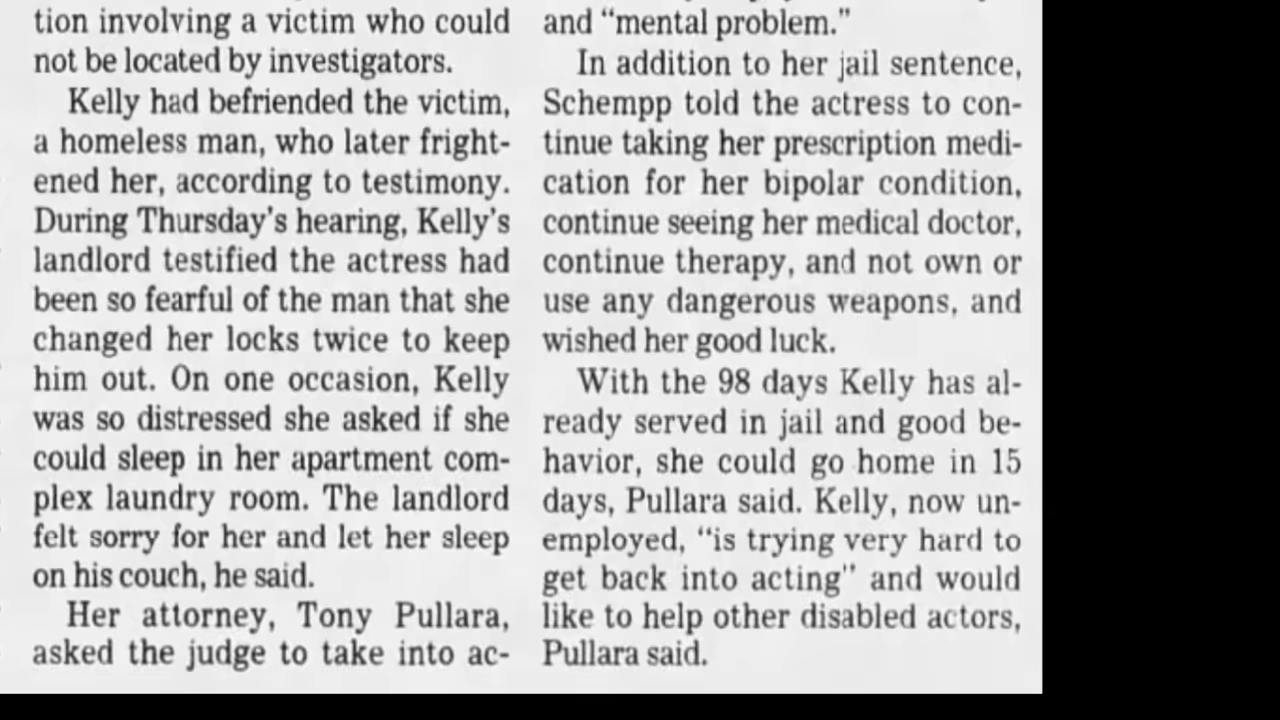 tion involving a victim who could
not be located by investigators.
Kelly had befriended the victim,
a homeless man, who later fright-
ened her, according to testimony.
During Thursday's hearing, Kelly's
landlord testified the actress had
been so fearful of the man that she
changed her locks twice to keep
him out. On one occasion, Kelly
was so distressed she asked if she
could sleep in her apartment com-
plex laundry room. The landlord
felt sorry for her and let her sleep
on his couch, he said.
Her attorney, Tony Pullara,
asked the judge to take into ac-
and “mental problem.”
In addition to her jail sentence,
Schempp told the actress to con-
tinue taking her prescription medi-
cation for her bipolar condition,
continue seeing her medical doctor,
continue therapy, and not own or
use any dangerous weapons, and
wished her good luck.
With the 98 days Kelly has al-
ready served in jail and good be-
havior, she could go home in 15
days, Pullara said. Kelly, now un-
employed, “is trying very hard to
get back into acting” and would
like to help other disabled actors,
Pullara said.